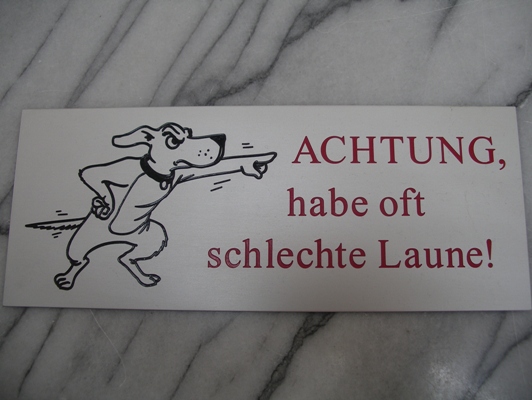 ACHTUNG,
habe oft
schlechte Laune!